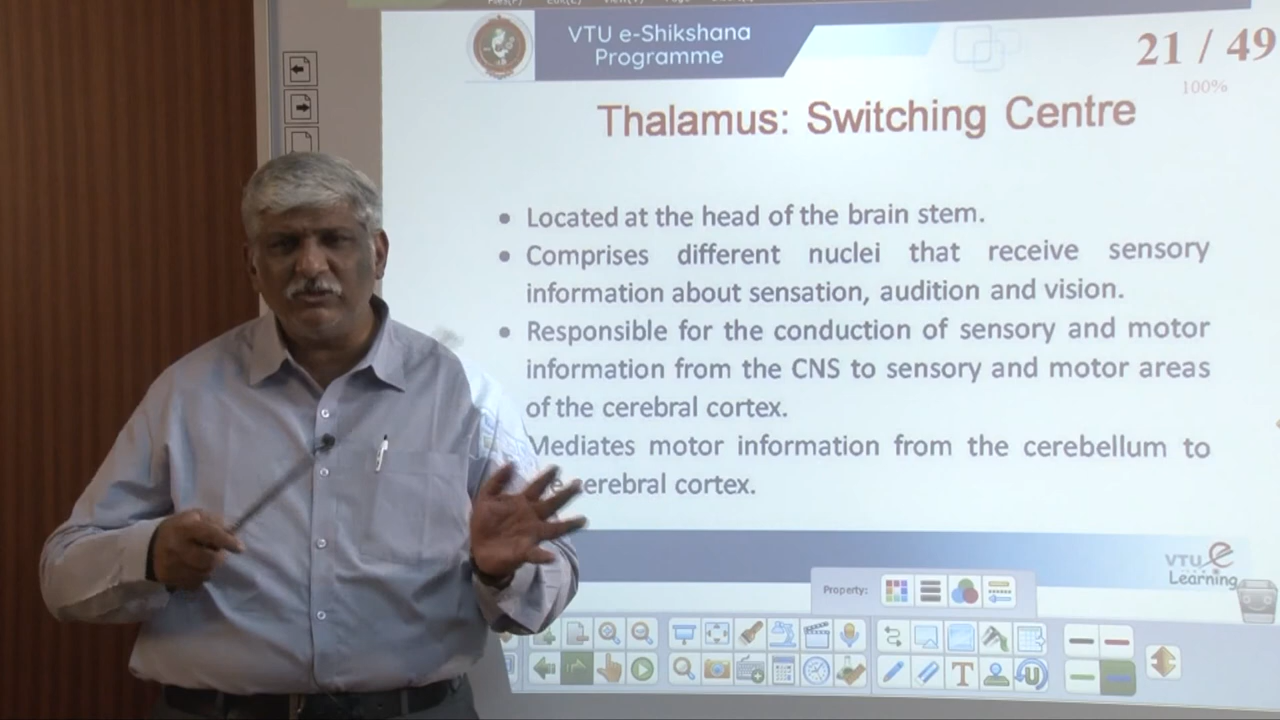 VTU e-Shikshana
Programme
21 / 49
100%
Thalamus: Switching Centre
• Located at the head of the brain stem.
• Comprises different nuclei that receive sensory
information about sensation, audition and vision.
• Responsible for the conduction of sensory and motor
information from the CNS to sensory and motor areas
of the cerebral cortex.
Mediates motor information from the cerebellum to
cerebral cortex.
VTU e
Learning
Property:
T